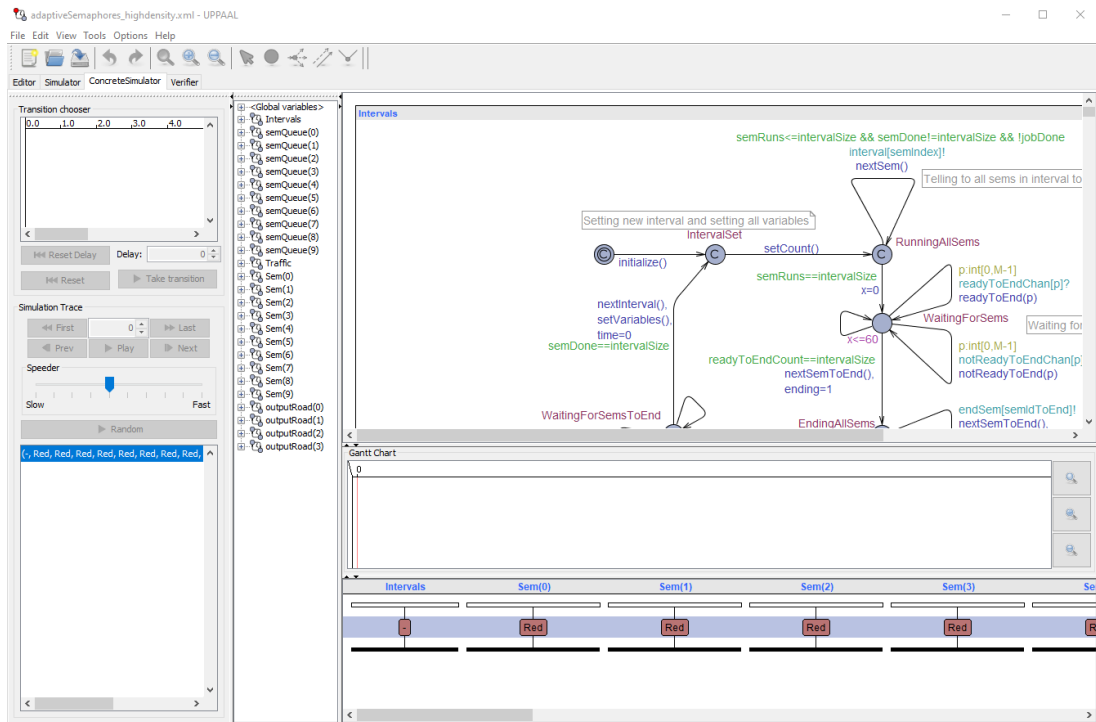 adaptiveSemaphores_highdensity.xml - UPPAAL
File Edit View Tools Options Help
Editor Simulator ConcreteSimulator Verifier
Transition chooser
0.0 ,1.0 ,2.0 ,3.0 ,4.0
Reset Delay Delay: 0
Reset Take transition
Simulation Trace
First 0 Last
Prev Play Next
Speeder
Slow Fast
Random
(-, Red, Red, Red, Red, Red, Red, Red, Red,
<Global variables>
Intervals
semQueue(0)
semQueue(1)
semQueue(2)
semQueue(3)
semQueue(4)
semQueue(5)
semQueue(6)
semQueue(7)
semQueue(8)
semQueue(9)
Traffic
Sem(0)
Sem(1)
Sem(2)
Sem(3)
Sem(4)
Sem(5)
Sem(6)
Sem(7)
Sem(8)
Sem(9)
outputRoad(0)
outputRoad(1)
outputRoad(2)
outputRoad(3)
Intervals
semRuns<=intervalSize && semDone!=intervalSize && !jobDone
interval[semIndex]!
nextSem()
Telling to all sems in interval to
Setting new interval and setting all variables
IntervalSet
C
setCount()
C
RunningAllSems
initialize()
semRuns==intervalSize
x=0
p:int[0,M-1]
readyToEndChan[p]?
readyToEnd(p)
nextInterval(),
setVariables(),
time=0
semDone==intervalSize
WaitingForSems
Waiting for
x<=60
p:int[0,M-1]
notReadyToEndChan[p]
notReadyToEnd(p)
readyToEndCount==intervalSize
nextSemToEnd(),
ending=1
WaitingForSemsToEnd
EndingAllSems
endSem[semIdToEnd]!
nextSemToEnd(),
Gantt Chart
0
Intervals Sem(0) Sem(1) Sem(2) Sem(3) Se
- Red Red Red Red R